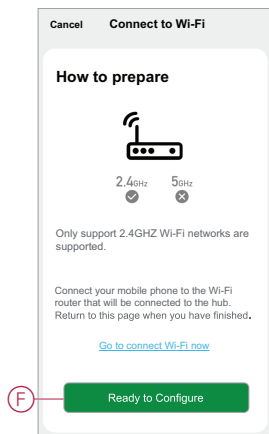 Cancel Connect to Wi-Fi
How to prepare
2.4GHz 5GHz
Only support 2.4GHZ Wi-Fi networks are
supported.
Connect your mobile phone to the Wi-Fi
router that will be connected to the hub.
Return to this page when you have finished.
Go to connect Wi-Fi now
F Ready to Configure